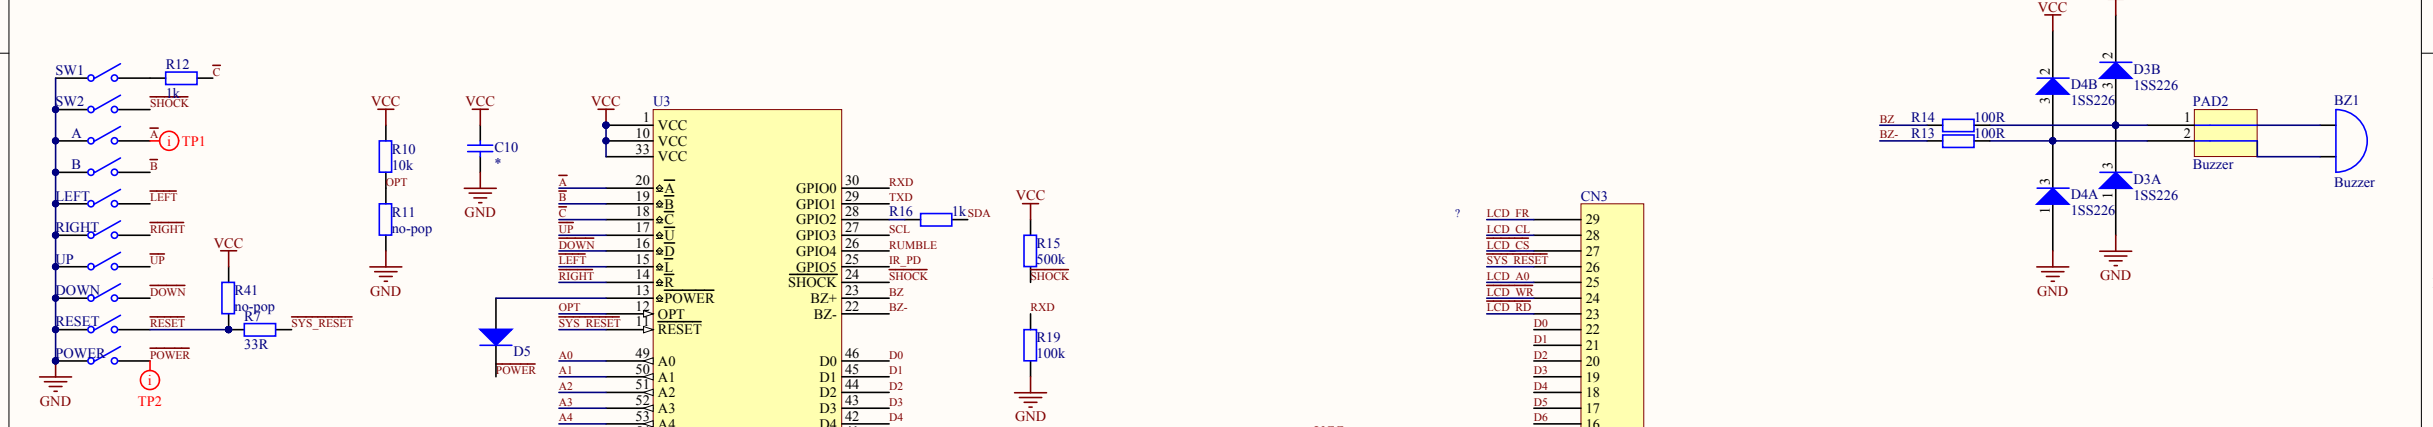 SW1
R12
C
1k
SW2
SHOCK
A
A
TP1
B
B
LEFT
LEFT
RIGHT
RIGHT
UP
UP
DOWN
DOWN
RESET
RESET
POWER
POWER
GND
TP2
VCC
R41
no-pop
R7
33R
SYS_RESET
VCC
R10
10k
OPT
R11
no-pop
GND
VCC
C10
*
GND
VCC
U3
1 VCC
10 VCC
33 VCC
A 20 A
B 19 B
C 18 C
UP 17 U
DOWN 16 D
LEFT 15 L
RIGHT 14 R
13 POWER
OPT 12 OPT
SYS_RESET 11 RESET
A0 49 A0
A1 50 A1
A2 51 A2
A3 52 A3
A4 53 A4
D5
POWER
GPIO0 30 RXD
GPIO1 29 TXD
GPIO2 28 R16 1k SDA
GPIO3 27 SCL
GPIO4 26 RUMBLE
GPIO5 25 IR_PD
SHOCK 24 SHOCK
BZ+ 23 BZ
BZ- 22 BZ-
D0 46 D0
D1 45 D1
D2 44 D2
D3 43 D3
D4 42 D4
VCC
R15
500k
SHOCK
RXD
R19
100k
GND
?
CN3
LCD_FR 29
LCD_CL 28
LCD_CS 27
SYS_RESET 26
LCD_A0 25
LCD_WR 24
LCD_RD 23
D0 22
D1 21
D2 20
D3 19
D4 18
D5 17
D6 16
VCC
2
D4B
3
1SS226
2
D3B
3
1SS226
BZ R14 100R
BZ- R13 100R
3
D4A
1
1SS226
GND
3
D3A
1
1SS226
GND
PAD2
1
2
Buzzer
BZ1
Buzzer